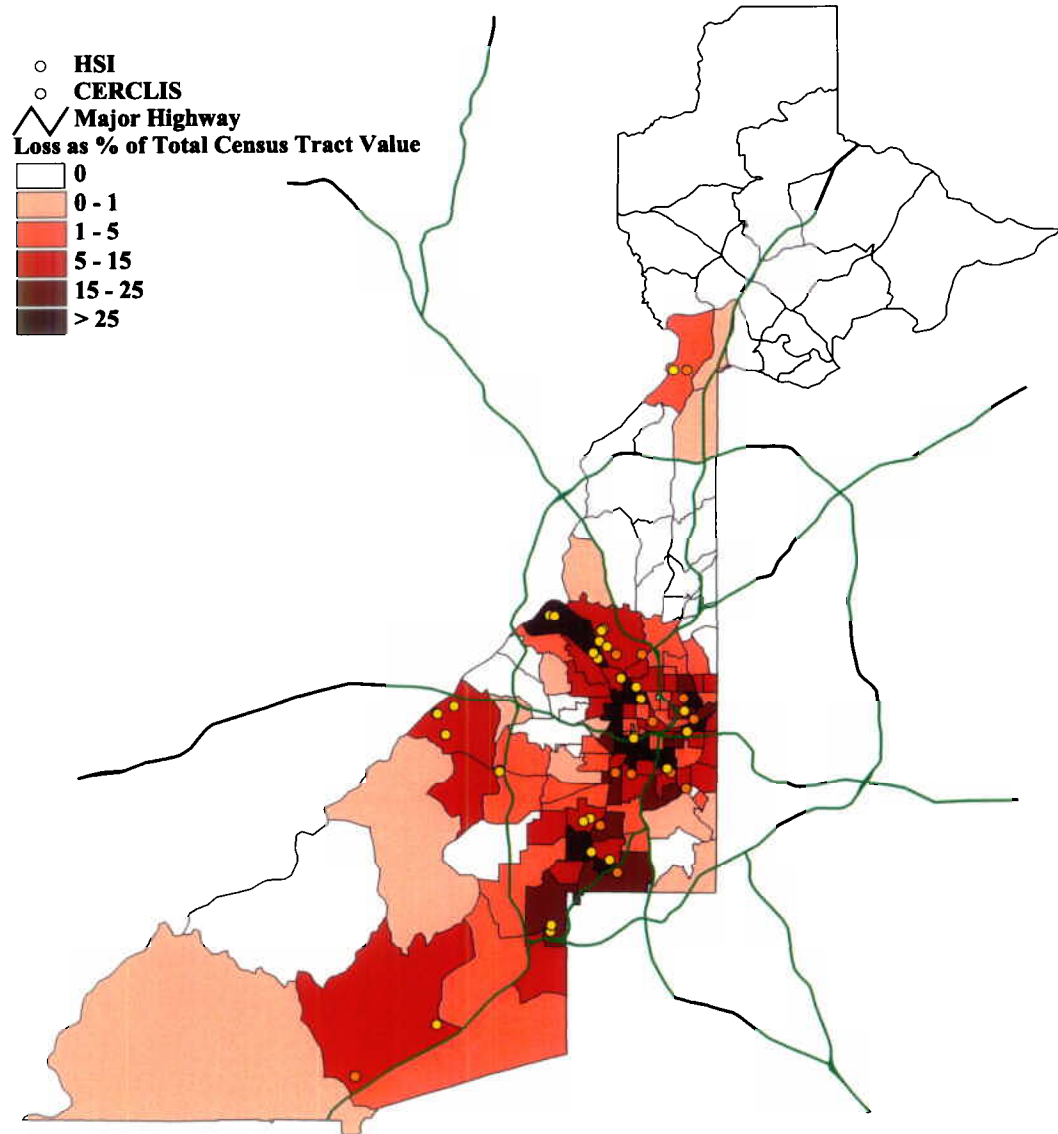 HSI
CERCLIS
Major Highway
Loss as % of Total Census Tract Value
0
0 - 1
1 - 5
5 - 15
15 - 25
> 25